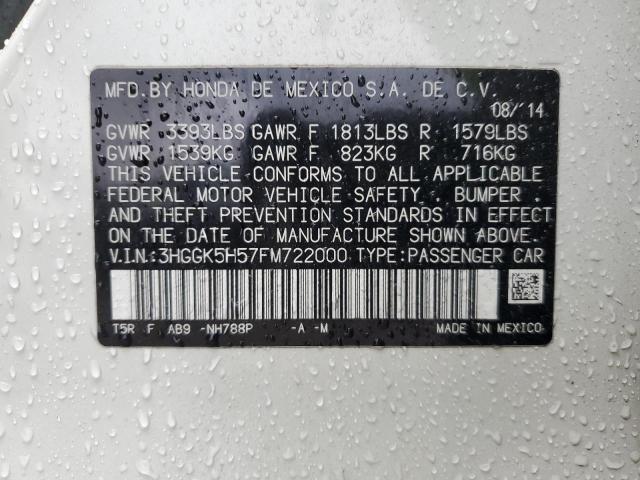 MFD. BY HONDA DE MEXICO S.A. DE C.V.
08/14
GVWR 3393LBS GAWR F 1813LBS R 1579LBS
GVWR 1539KG GAWR F 823KG R 716KG
THIS VEHICLE CONFORMS TO ALL APPLICABLE
FEDERAL MOTOR VEHICLE SAFETY . BUMPER .
AND THEFT PREVENTION STANDARDS IN EFFECT
ON THE DATE OF MANUFACTURE SHOWN ABOVE.
V.I.N.:3HGGK5H57FM722000 TYPE:PASSENGER CAR
T5R F AB9 -NH788P -A -M MADE IN MEXICO